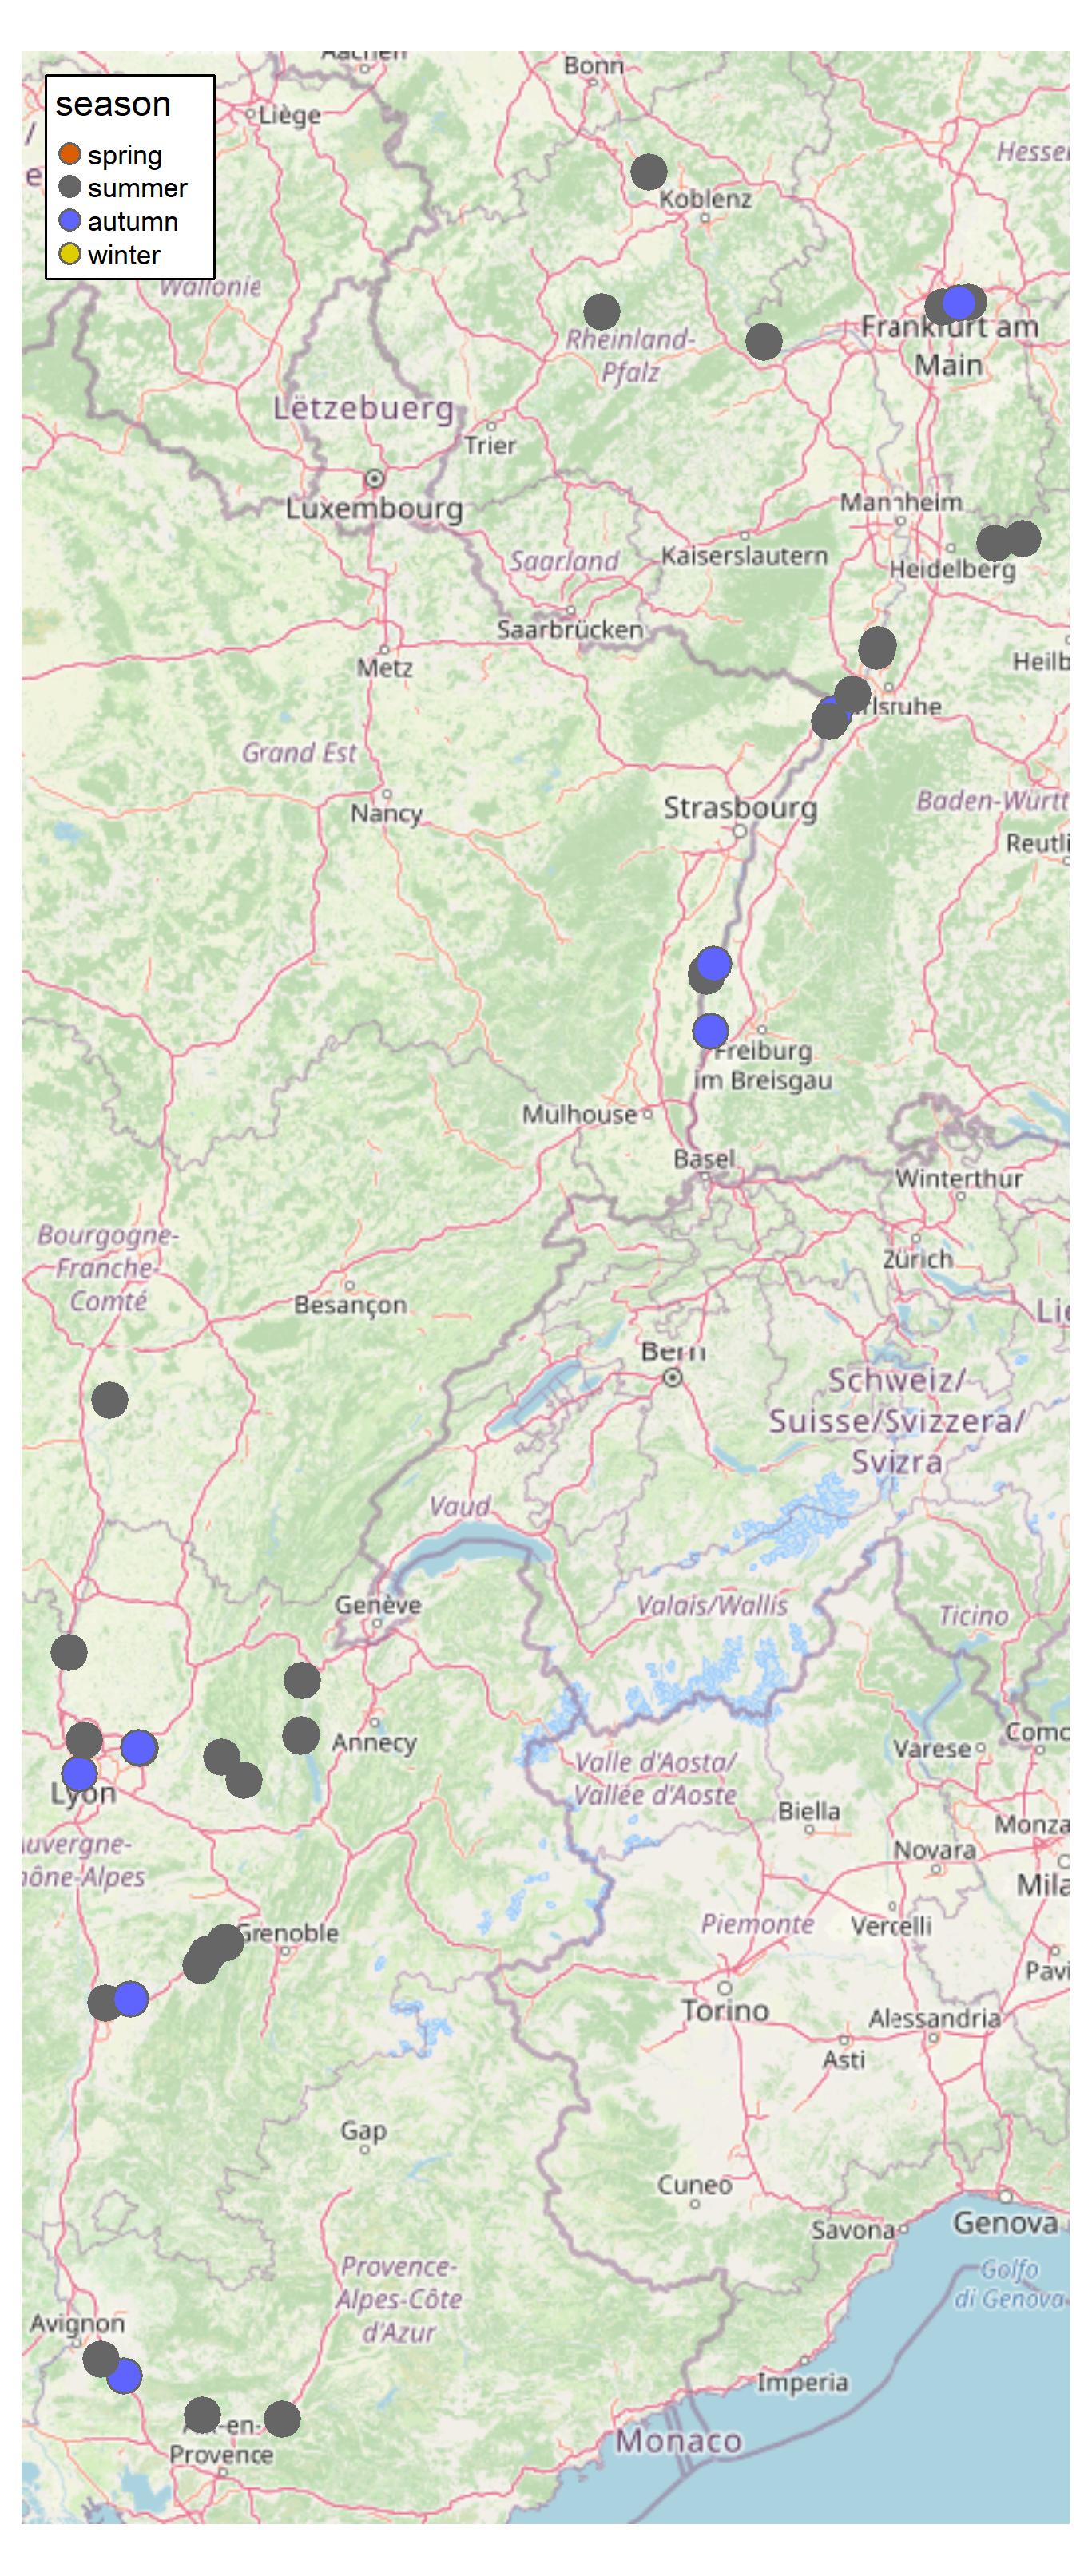 Aachen
Bonn
season
spring
summer
autumn
winter
Liège
Hesse
Koblenz
Wallonie
Frankfurt am
Main
Rheinland-
Pfalz
Lëtzebuerg
Trier
Luxembourg
Mannheim
Kaiserslautern
Saarland
Heidelberg
Saarbrücken
Metz
Heilb
rlsruhe
Grand Est
Nancy
Strasbourg
Baden-Württ
Reutli
Freiburg
im Breisgau
Mulhouse
Basel
Winterthur
Zürich
Bourgogne-
Franche-
Comté
Besançon
Lie
Bern
Schweiz/
Suisse/Svizzera/
Svizra
Vaud
Genève
Valais/Wallis
Ticino
Annecy
Como
Varese
Valle d'Aosta/
Vallée d'Aoste
Lyon
Biella
Monza
Auvergne-
hône-Alpes
Novara
Mila
Grenoble
Piemonte
Vercelli
Pavi
Torino
Alessandria
Asti
Gap
Cuneo
Savona
Genova
Golfo
di Genova
Provence-
Alpes-Côte
d'Azur
Avignon
Imperia
-en-
Provence
Monaco